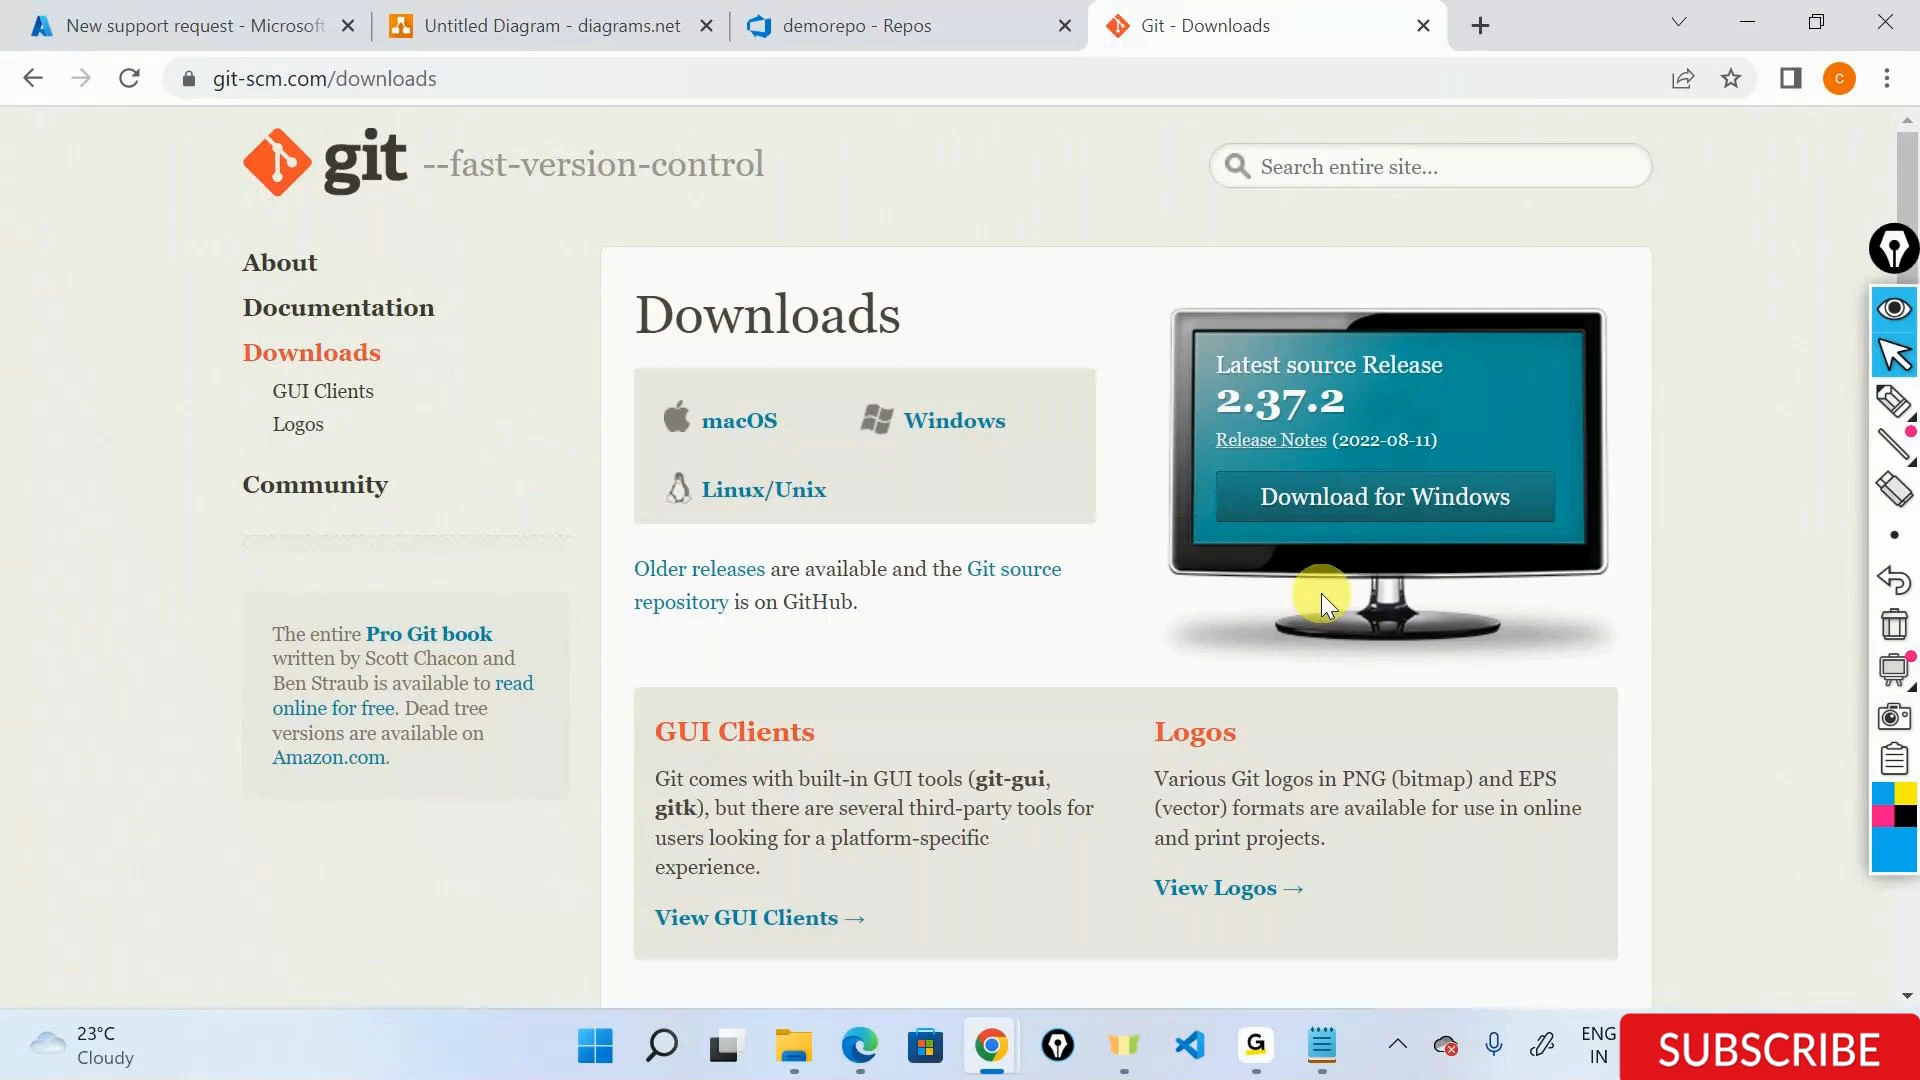 New support request - Microsoft
Untitled Diagram - diagrams.net
demorepo - Repos
Git - Downloads
git-scm.com/downloads
C
git --fast-version-control
Search entire site...
About
Documentation
Downloads
GUI Clients
Logos
Community
The entire Pro Git book
written by Scott Chacon and
Ben Straub is available to read
online for free. Dead tree
versions are available on
Amazon.com.
Downloads
macOS
Windows
Linux/Unix
Older releases are available and the Git source
repository is on GitHub.
Latest source Release
2.37.2
Release Notes (2022-08-11)
Download for Windows
GUI Clients
Git comes with built-in GUI tools (git-gui,
gitk), but there are several third-party tools for
users looking for a platform-specific
experience.
View GUI Clients →
Logos
Various Git logos in PNG (bitmap) and EPS
(vector) formats are available for use in online
and print projects.
View Logos →
23°C
Cloudy
G
ENG
IN
SUBSCRIBE